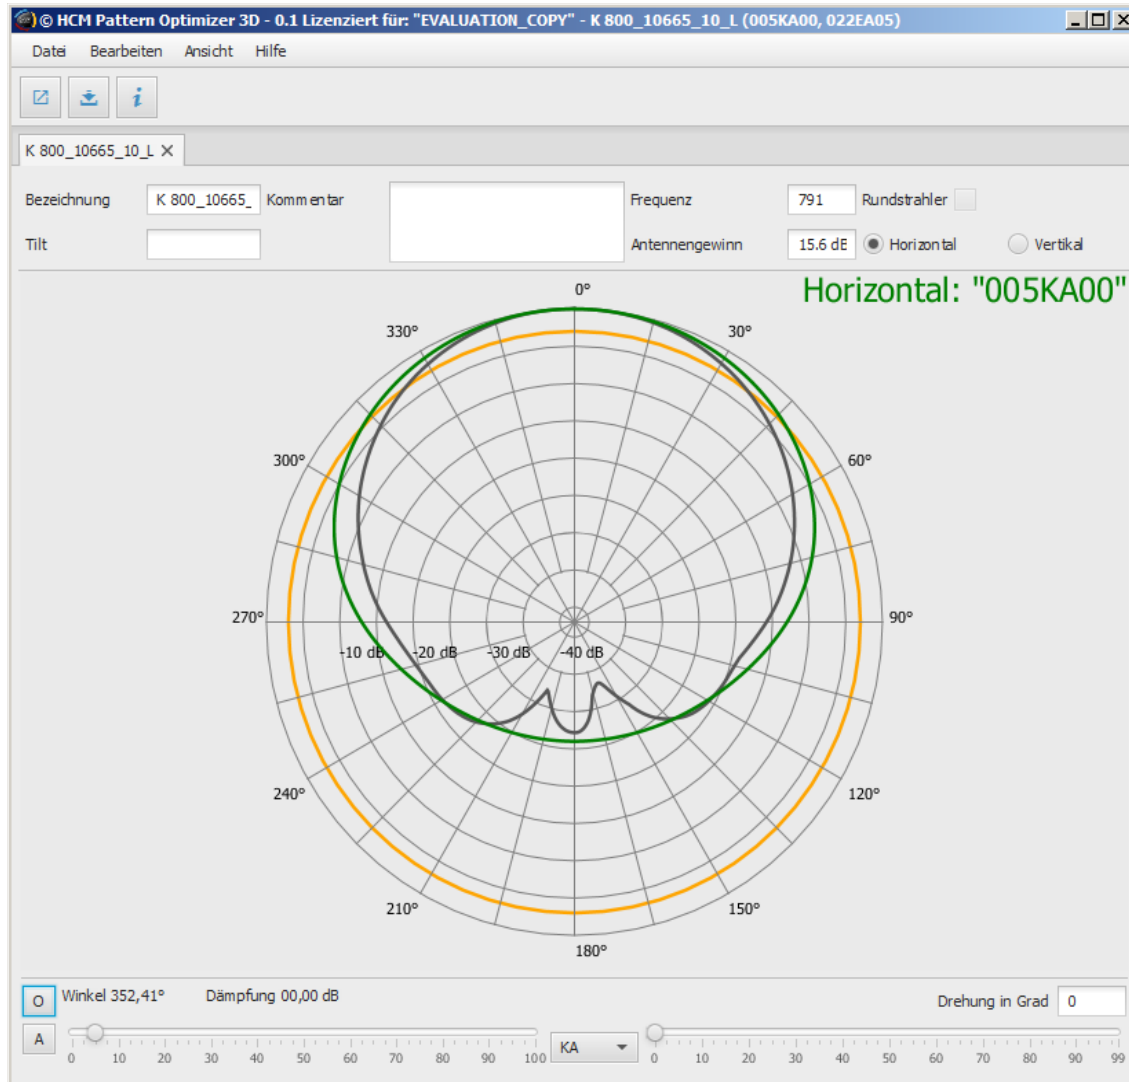 © HCM Pattern Optimizer 3D - 0.1 Lizenziert für: "EVALUATION_COPY" - K 800_10665_10_L (005KA00, 022EA05)
Datei Bearbeiten Ansicht Hilfe
K 800_10665_10_L
Bezeichnung K 800_10665_ Kommentar Frequenz 791 Rundstrahler
Tilt Antennengewinn 15.6 dE Horizontal Vertikal
Horizontal: "005KA00"
0°
330° 30°
300° 60°
270° 90°
-10 dB -20 dB -30 dB -40 dB
240° 120°
210° 150°
180°
O Winkel 352,41° Dämpfung 00,00 dB Drehung in Grad 0
A KA
0 10 20 30 40 50 60 70 80 90 100 0 10 20 30 40 50 60 70 80 90 99